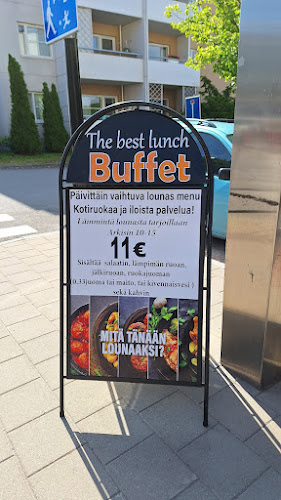 The best lunch
Buffet
Päivittäin vaihtuva lounas menu
Kotiruokaa ja iloista palvelua!
Lämmintä lounasta tarjoillaan
Arkisin 10-15
11€
Sisältää salaatin, lämpimän ruoan,
jälkiruoan, ruokajuoman
(0.33juoma tai maito, tai kivennäisvesi )
sekä kahvin
MITÄ TÄNÄÄN
LOUNAAKSI?